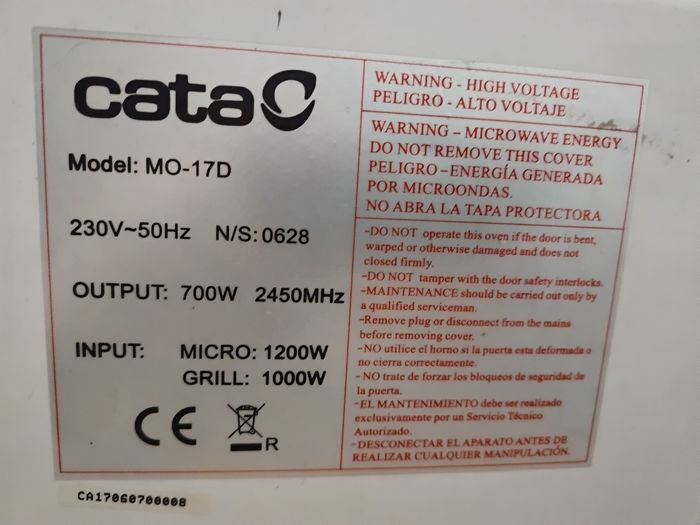 cata
Model: MO-17D
230V~50Hz N/S: 0628
OUTPUT: 700W 2450MHz
INPUT: MICRO: 1200W
GRILL: 1000W
CE
R
WARNING - HIGH VOLTAGE
PELIGRO - ALTO VOLTAJE
WARNING – MICROWAVE ENERGY
DO NOT REMOVE THIS COVER
PELIGRO – ENERGÍA GENERADA
POR MICROONDAS.
NO ABRA LA TAPA PROTECTORA
-DO NOT operate this oven if the door is bent,
warped or otherwise damaged and does not
closed firmly.
-DO NOT tamper with the door safety interlocks.
-MAINTENANCE should be carried out only by
a qualified serviceman.
-Remove plug or disconnect from the mains
before removing cover.
-NO utilice el horno si la puerta esta deformada o
no cierra correctamente.
-NO trate de forzar los bloqueos de seguridad de
la puerta.
-EL MANTENIMIENTO debe ser realizado
exclusivamente por un Servicio Técnico
Autorizado.
-DESCONECTAR EL APARATO ANTES DE
REALIZAR CUALQUIER MANIPULACIÓN.
CA17060700008